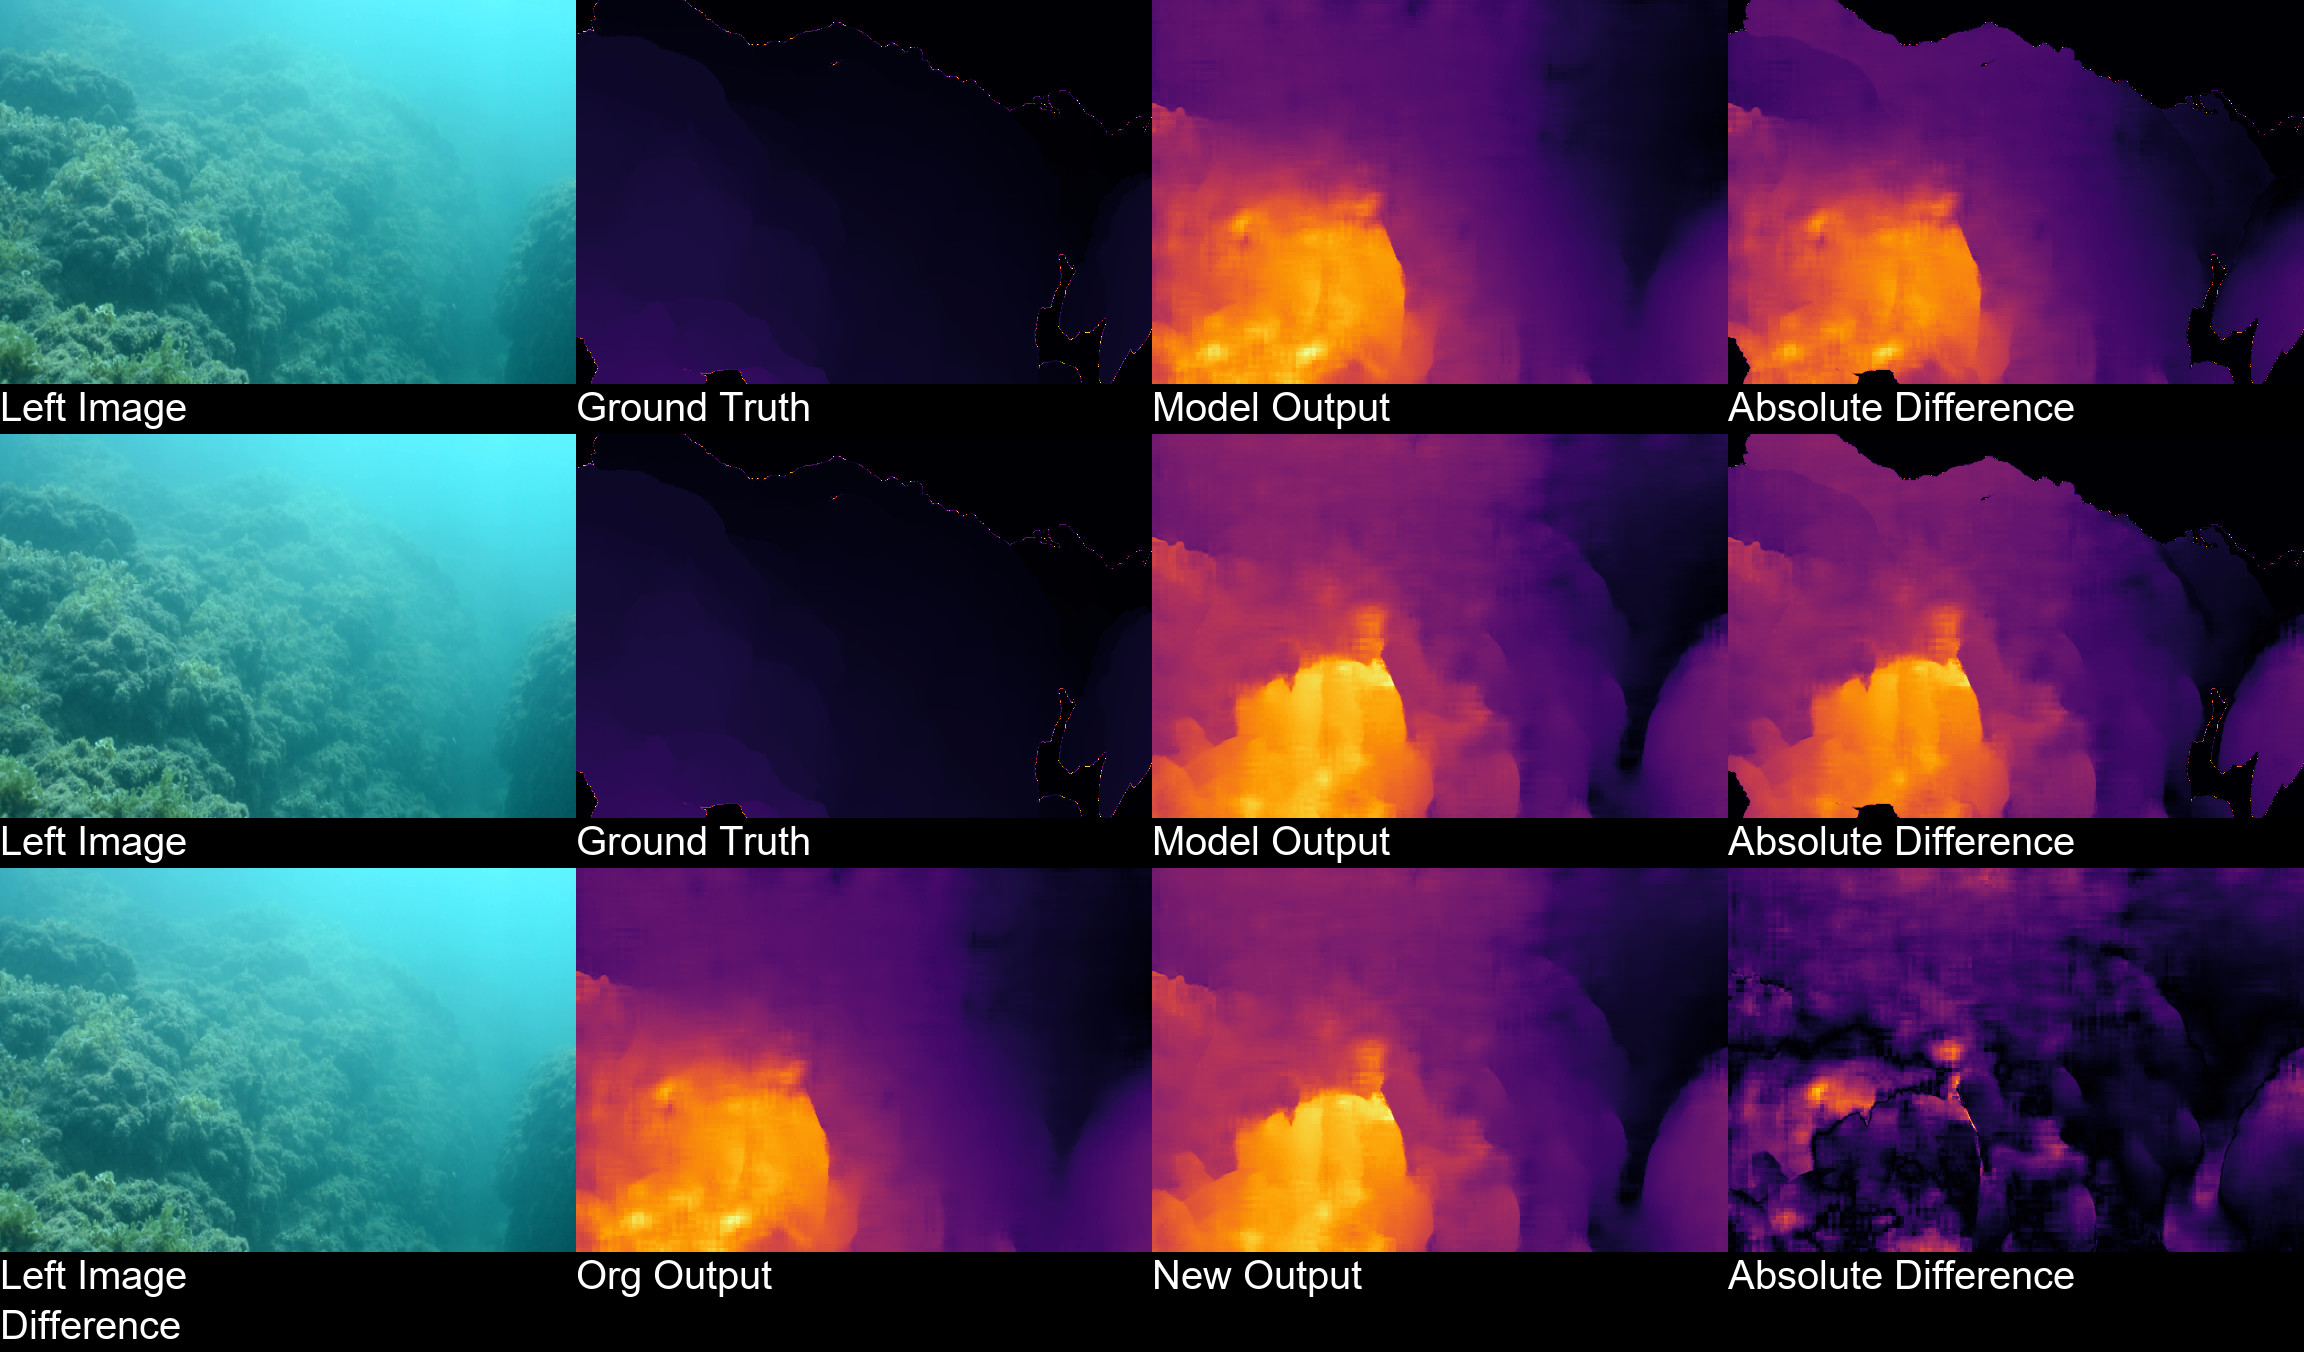 Left Image
Ground Truth
Model Output
Absolute Difference
Left Image
Ground Truth
Model Output
Absolute Difference
Left Image
Difference
Org Output
New Output
Absolute Difference